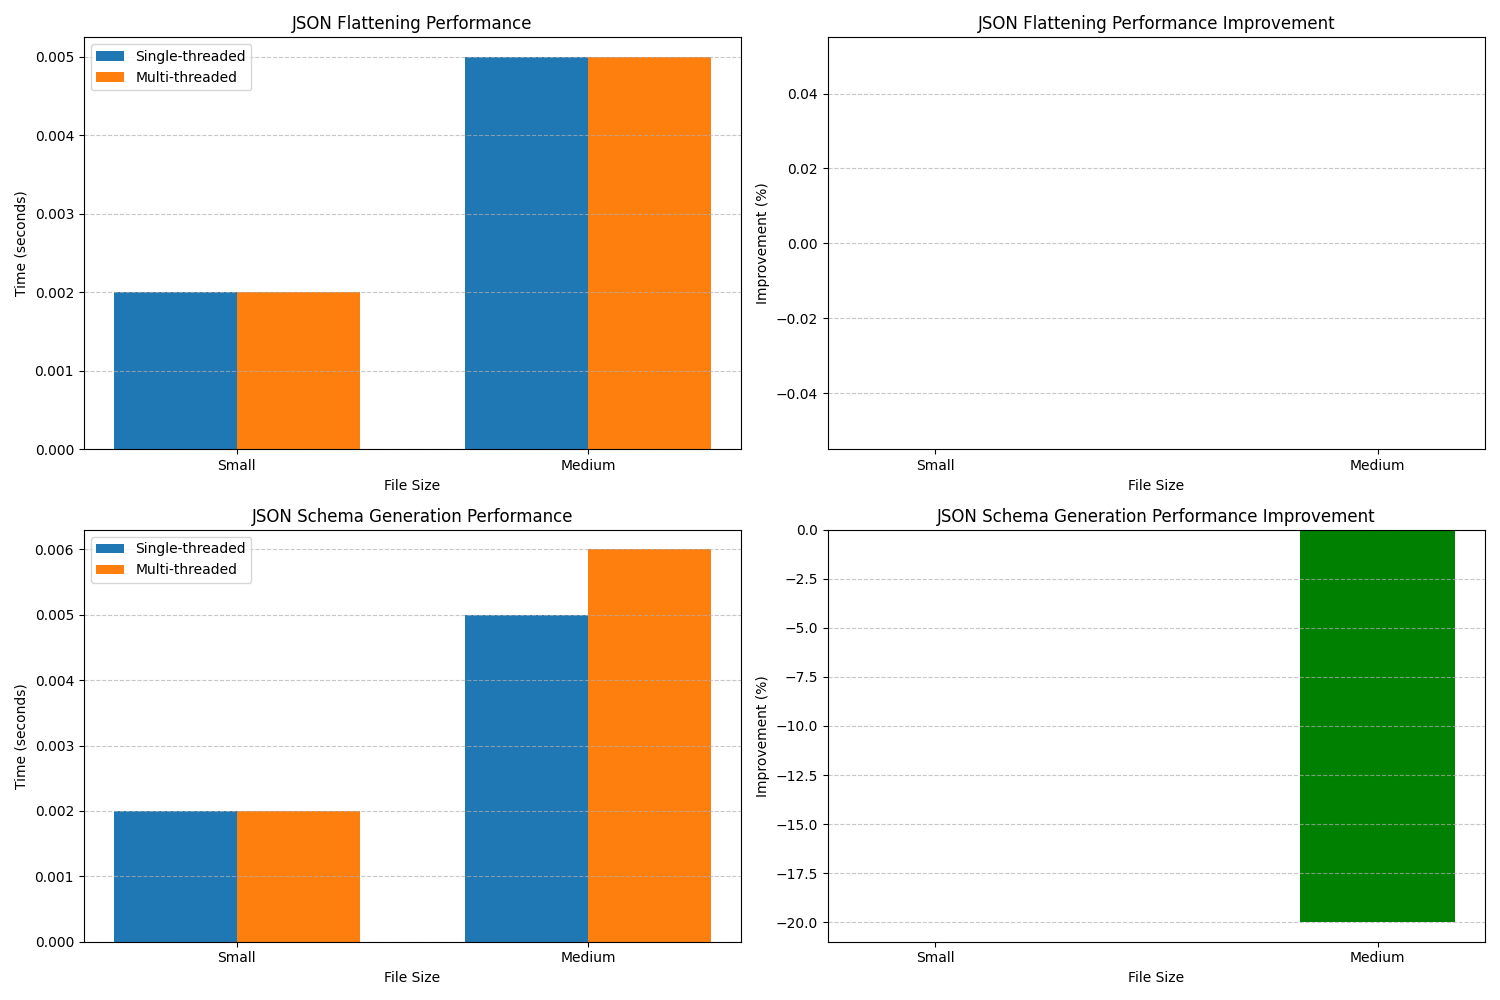 JSON Flattening Performance
Single-threaded
Multi-threaded
Time (seconds)
0.005
0.004
0.003
0.002
0.001
0.000
Small
Medium
File Size
JSON Flattening Performance Improvement
Improvement (%)
0.04
0.02
0.00
−0.02
−0.04
Small
Medium
File Size
JSON Schema Generation Performance
Single-threaded
Multi-threaded
Time (seconds)
0.006
0.005
0.004
0.003
0.002
0.001
0.000
Small
Medium
File Size
JSON Schema Generation Performance Improvement
Improvement (%)
0.0
−2.5
−5.0
−7.5
−10.0
−12.5
−15.0
−17.5
−20.0
Small
Medium
File Size